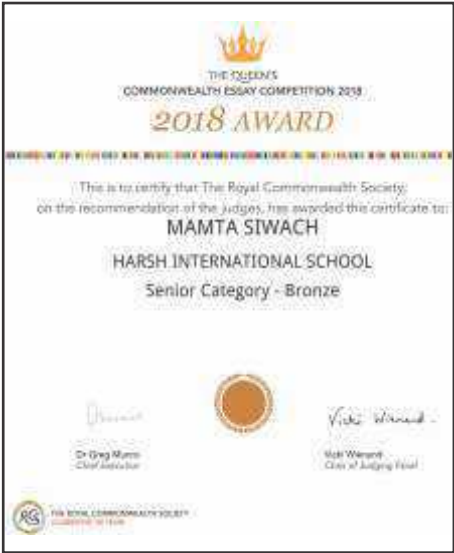 THE QUEEN'S
COMMONWEALTH ESSAY COMPETITION 2018
2018 AWARD
This is to certify that The Royal Commonwealth Society,
on the recommendation of the judges, has awarded this certificate to:
MAMTA SIWACH
HARSH INTERNATIONAL SCHOOL
Senior Category - Bronze
Vicki
Dr Greg Munro
Chief Executive
Vicki
Chair of Judging Panel
RCS
THE ROYAL COMMONWEALTH SOCIETY